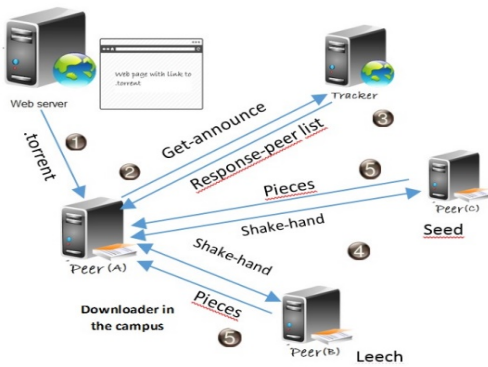 Web page with link to
.torrent
Web server
Tracker
1
.torrent
2
Get-announce
Response-peer list
3
5
Pieces
Shake-hand
Peer(C)
Seed
4
Peer (A)
Shake-hand
Pieces
5
Downloader in
the campus
Peer(B)
Leech